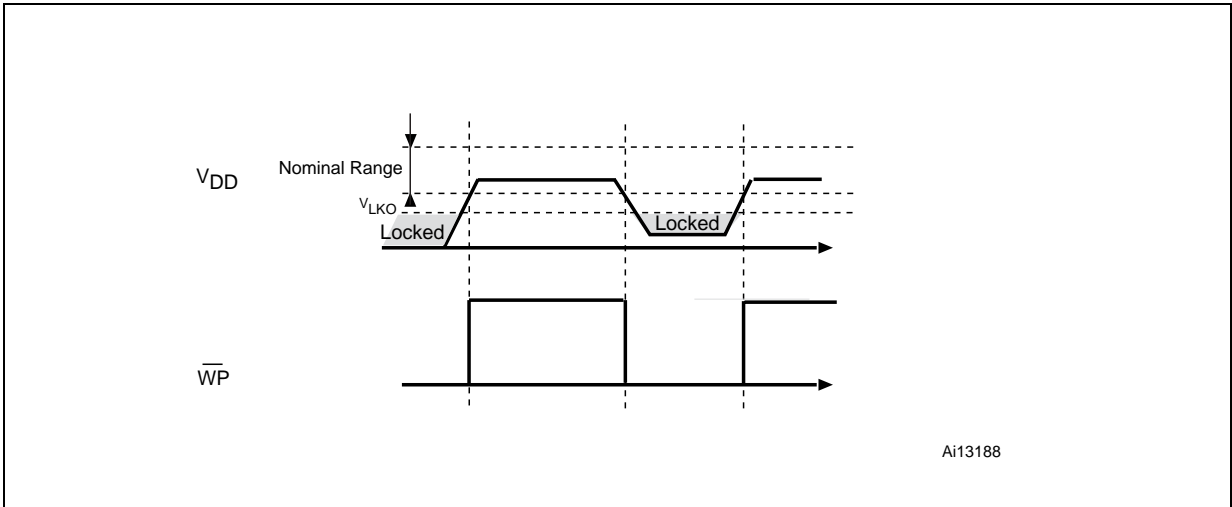 Nominal Range
VDD
VLKO
Locked
Locked
WP
Ai13188